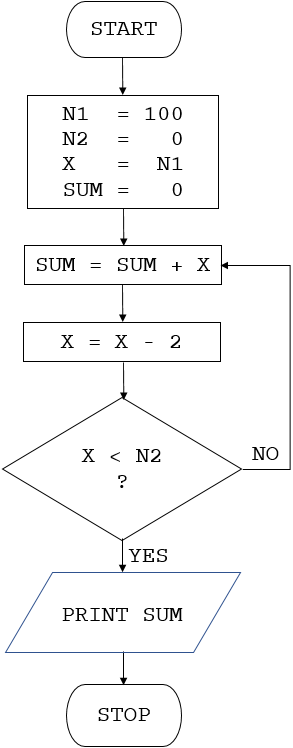 START
N1 = 100
N2 = 0
X = N1
SUM = 0
SUM = SUM + X
X = X - 2
X < N2
?
NO
YES
PRINT SUM
STOP